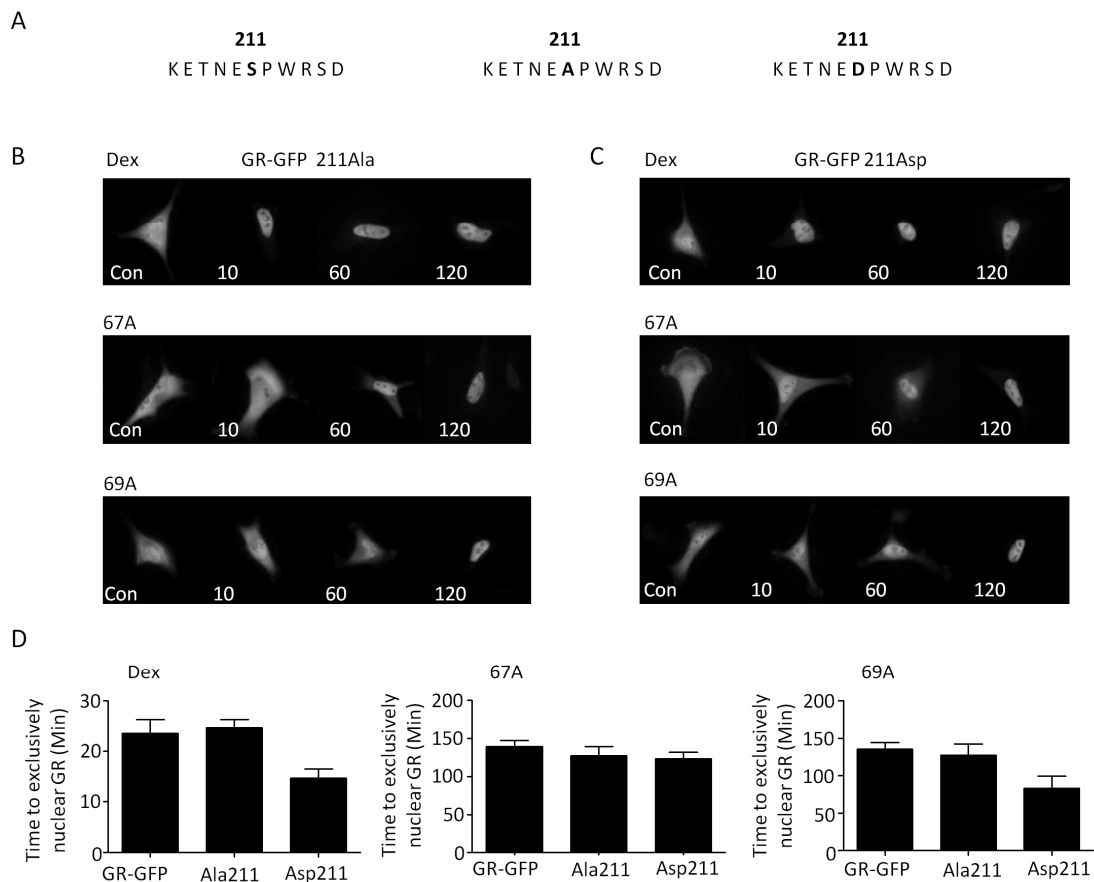 A
211 211 211
K E T N E S P W R S D K E T N E A P W R S D K E T N E D P W R S D
B
Dex GR-GFP 211Ala
Con 10 60 120
67A
Con 10 60 120
69A
Con 10 60 120
C
Dex GR-GFP 211Asp
Con 10 60 120
67A
Con 10 60 120
69A
Con 10 60 120
D
Dex
Time to exclusively
nuclear GR (Min)
30
20
10
0
GR-GFP Ala211 Asp211
67A
Time to exclusively
nuclear GR (Min)
200
150
100
50
0
GR-GFP Ala211 Asp211
69A
Time to exclusively
nuclear GR (Min)
200
150
100
50
0
GR-GFP Ala211 Asp211